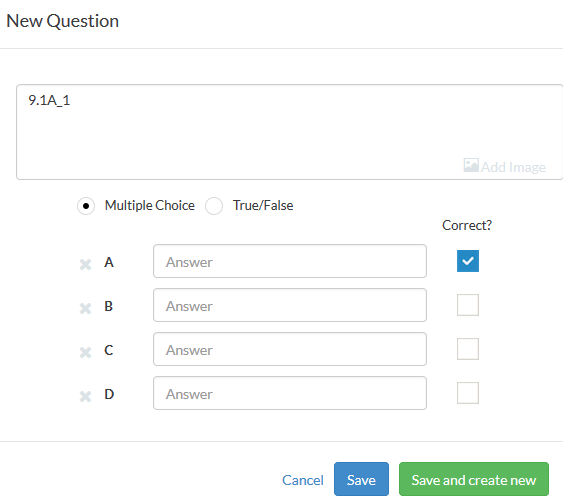 New Question
9.1A_1
Add Image
Multiple Choice True/False
Correct?
A Answer
B Answer
C Answer
D Answer
Cancel Save Save and create new